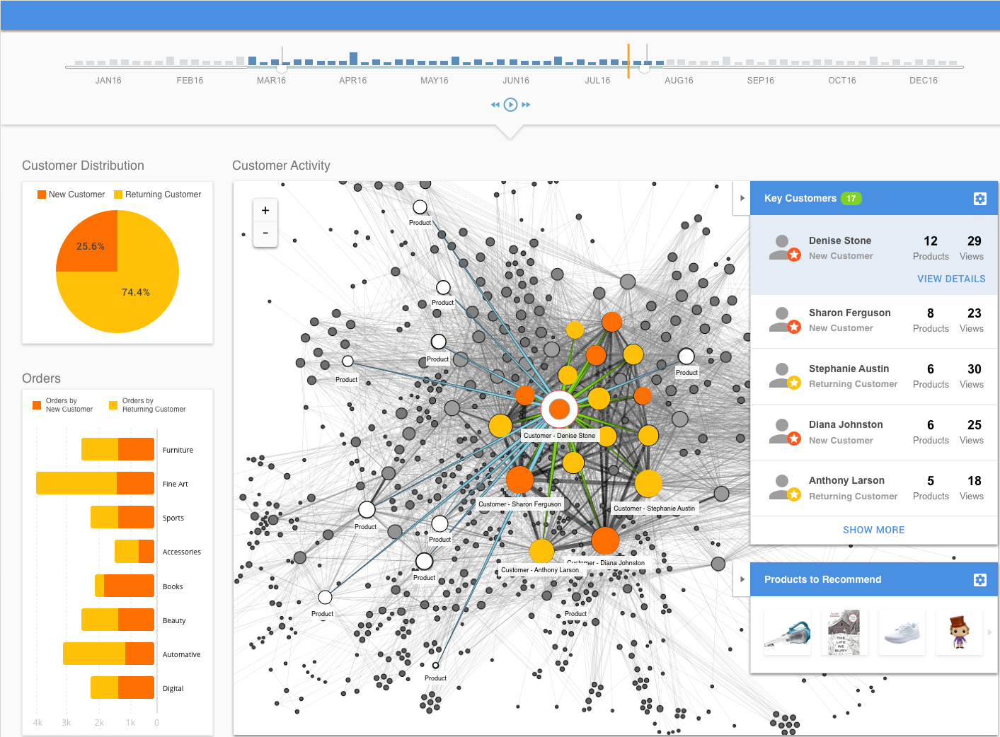 JAN16 FEB16 MAR16 APR16 MAY16 JUN16 JUL16 AUG16 SEP16 OCT16 DEC16
Customer Distribution
New Customer Returning Customer
25.6%
74.4%
Orders
Orders by
New Customer
Orders by
Returning Customer
Furniture
Fine Art
Sports
Accessories
Books
Beauty
Automative
Digital
4k 3k 2k 1k 0
Customer Activity
+
-
Product
Product
Product
Product
Product
Customer - Denise Stone
Customer - Sharon Ferguson
Customer - Stephanie Austin
Product
Product
Customer - Diana Johnston
Customer - Anthony Larson
Product
Product
Product
Product
Key Customers 17
Denise Stone 12 29
New Customer Products Views
VIEW DETAILS
Sharon Ferguson 8 23
New Customer Products Views
Stephanie Austin 6 30
Returning Customer Products Views
Diana Johnston 6 25
New Customer Products Views
Anthony Larson 5 18
Returning Customer Products Views
SHOW MORE
Products to Recommend
THE
LIFE
WE
BURY